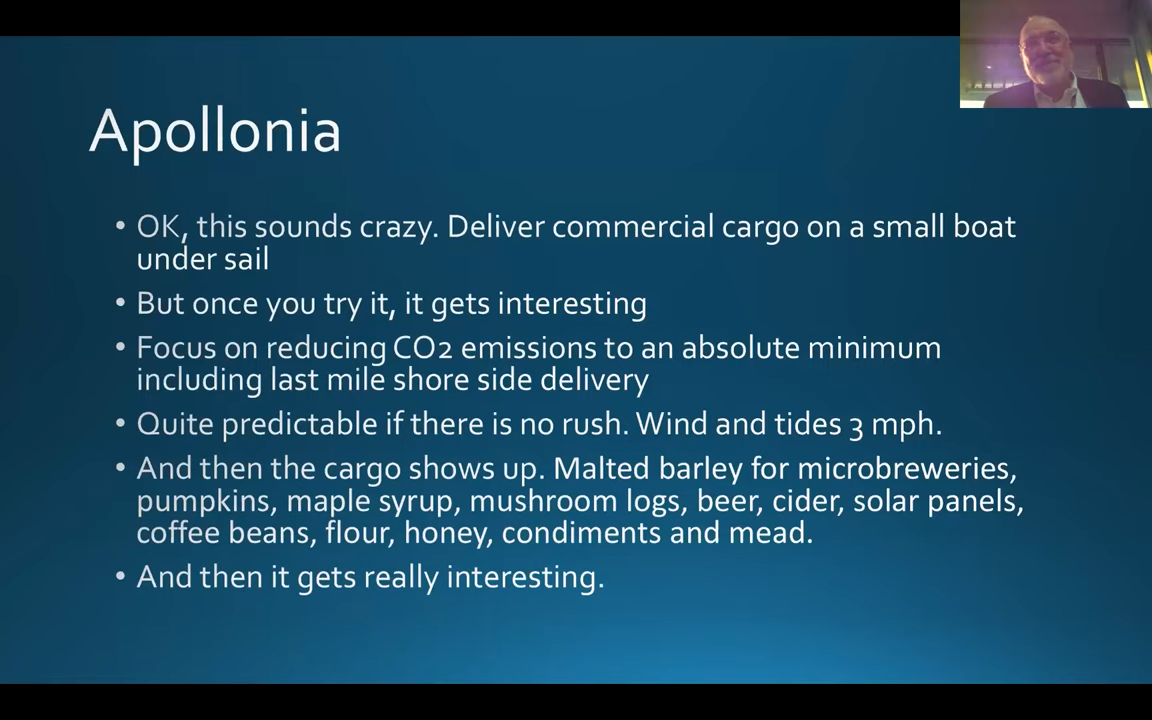 Apollonia
• OK, this sounds crazy. Deliver commercial cargo on a small boat
under sail
• But once you try it, it gets interesting
• Focus on reducing CO2 emissions to an absolute minimum
including last mile shore side delivery
• Quite predictable if there is no rush. Wind and tides 3 mph.
• And then the cargo shows up. Malted barley for microbreweries,
pumpkins, maple syrup, mushroom logs, beer, cider, solar panels,
coffee beans, flour, honey, condiments and mead.
• And then it gets really interesting.